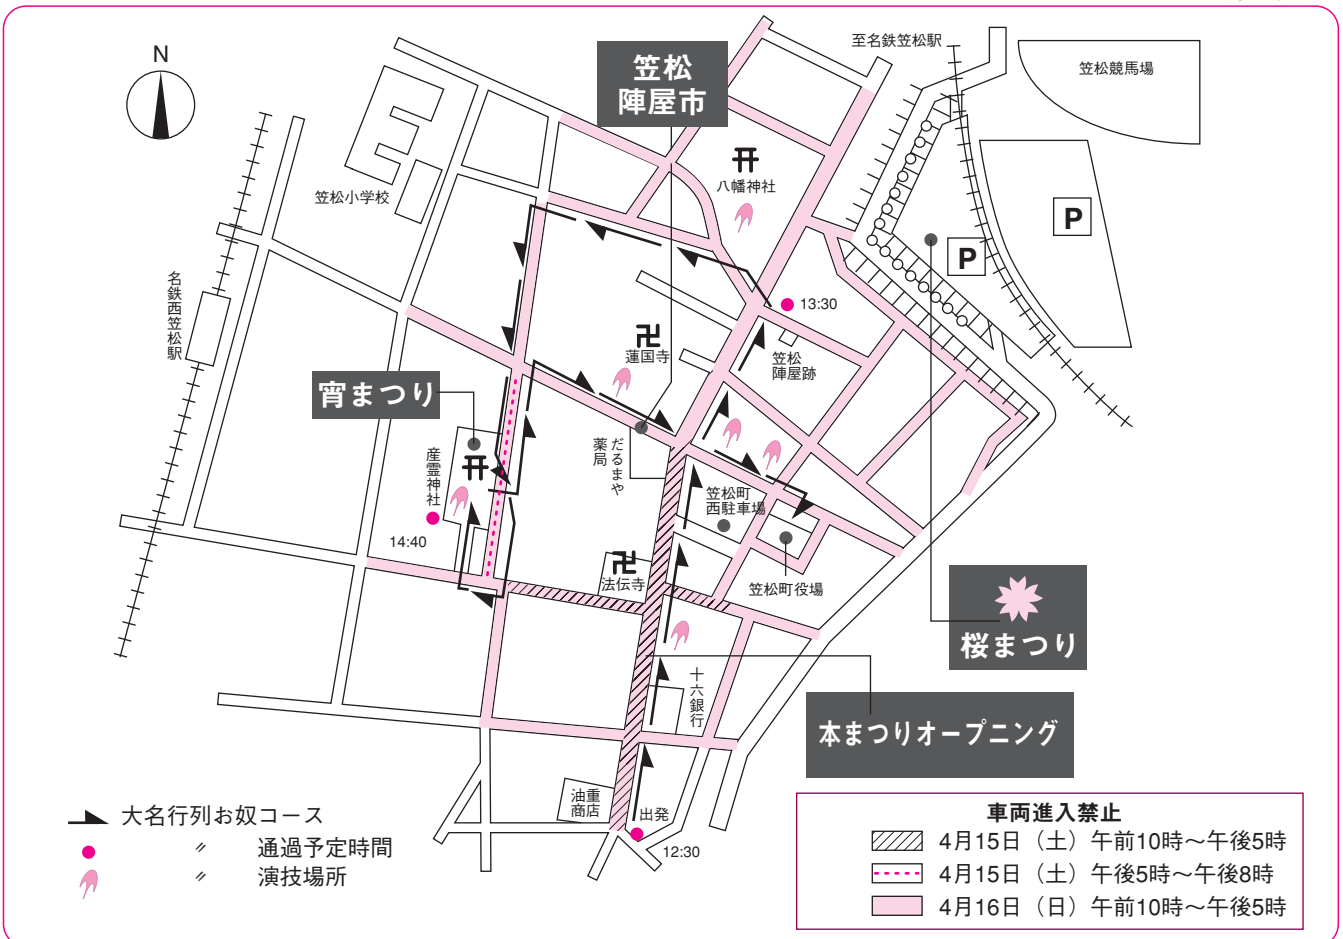 N
笠松
陣屋市
至名鉄笠松駅
笠松競馬場
八幡神社
笠松小学校
P
P
名鉄西笠松駅
13:30
蓮国寺
笠松
陣屋跡
宵まつり
だるまや
薬局
産霊神社
笠松町
西駐車場
14:40
法伝寺
笠松町役場
桜まつり
十六銀行
本まつりオープニング
油重
商店
出発
12:30
大名行列お奴コース
〃 通過予定時間
〃 演技場所
車両進入禁止
4月15日（土）午前10時～午後5時
4月15日（土）午後5時～午後8時
4月16日（日）午前10時～午後5時